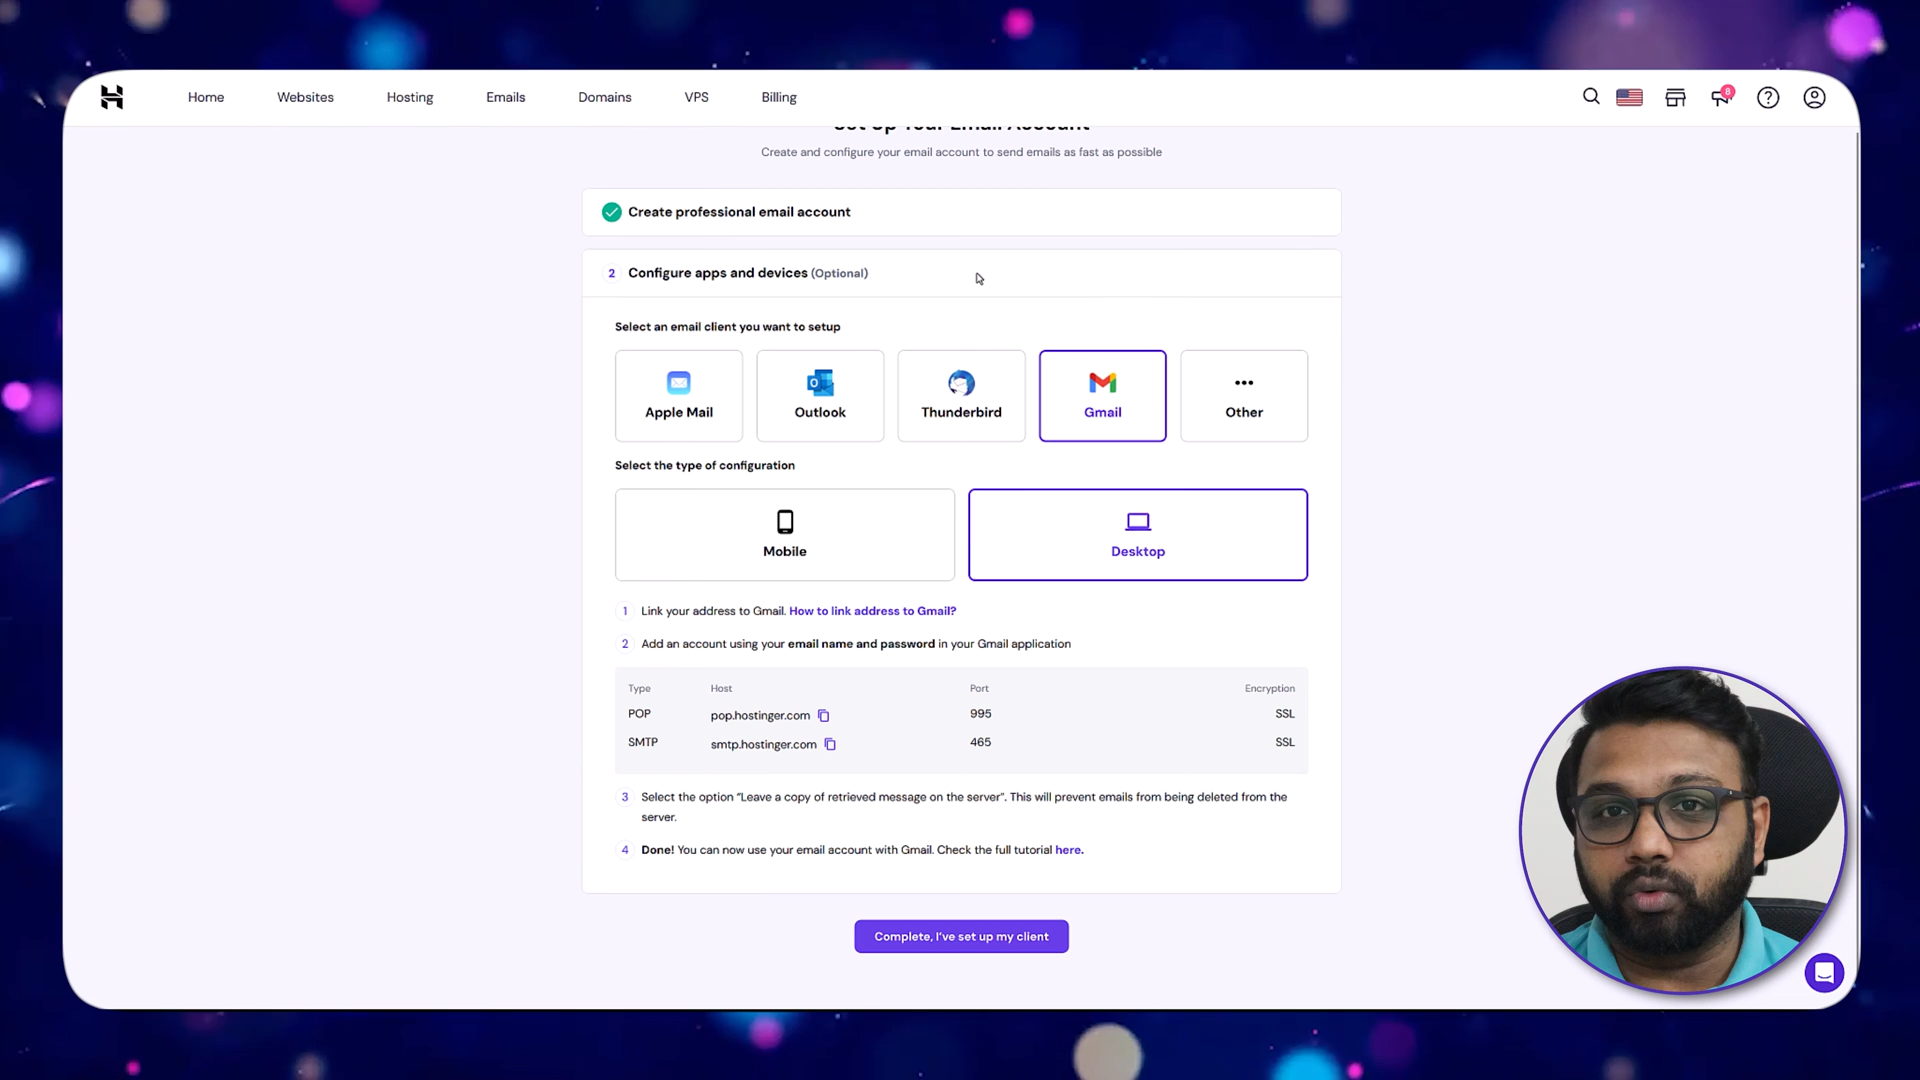 Home Websites Hosting Emails Domains VPS Billing
8
Set Up Your Email Account
Create and configure your email account to send emails as fast as possible
Create professional email account
2 Configure apps and devices (Optional)
Select an email client you want to setup
Apple Mail Outlook Thunderbird Gmail Other
Select the type of configuration
Mobile Desktop
1 Link your address to Gmail. How to link address to Gmail?
2 Add an account using your email name and password in your Gmail application
Type Host Port Encryption
POP pop.hostinger.com 995 SSL
SMTP smtp.hostinger.com 465 SSL
3 Select the option “Leave a copy of retrieved message on the server”. This will prevent emails from being deleted from the
server.
4 Done! You can now use your email account with Gmail. Check the full tutorial here.
Complete, I’ve set up my client